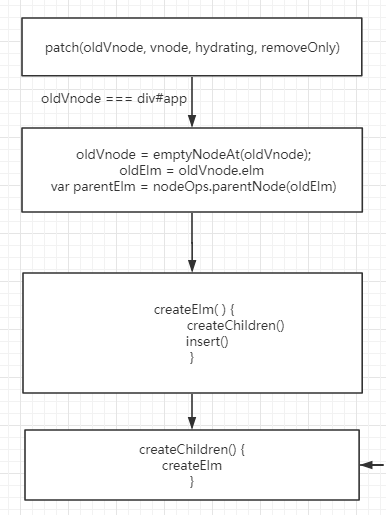 patch(oldVnode, vnode, hydrating, removeOnly)
oldVnode === div#app
oldVnode = emptyNodeAt(oldVnode);
oldElm = oldVnode.elm
var parentElm = nodeOps.parentNode(oldElm)
createElm( ) {
createChildren()
insert()
}
createChildren() {
createElm
}